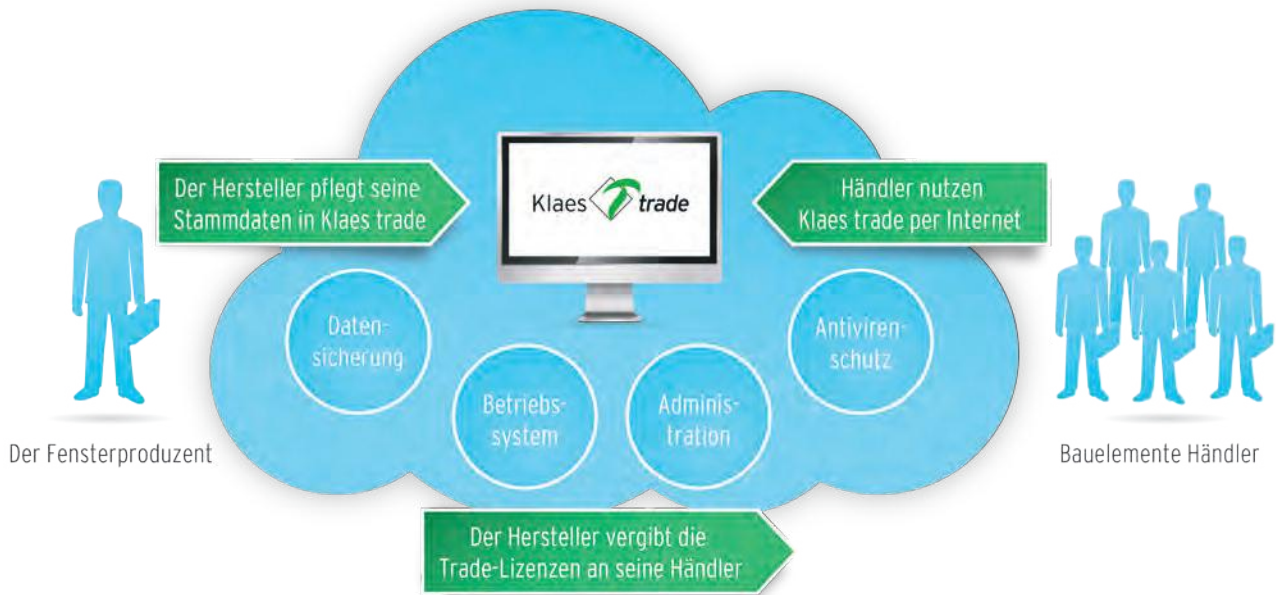 Der Hersteller pflegt seine
Stammdaten in Klaes trade
Klaes trade
Händler nutzen
Klaes trade per Internet
Daten-
sicherung
Betriebs-
system
Adminis-
tration
Antiviren-
schutz
Der Fensterproduzent
Bauelemente Händler
Der Hersteller vergibt die
Trade-Lizenzen an seine Händler